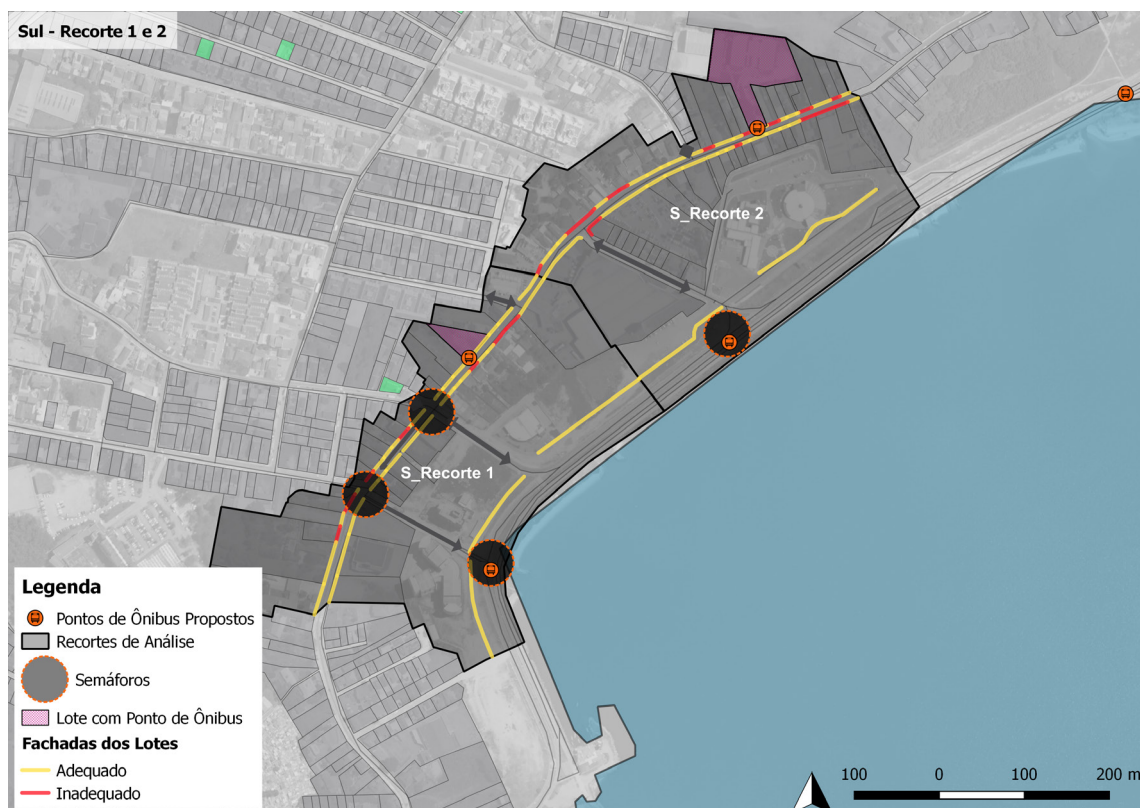 Sul - Recorte 1 e 2
S_Recorte 2
S_Recorte 1
Legenda
Pontos de Ônibus Propostos
Recortes de Análise
Semáforos
Lote com Ponto de Ônibus
Fachadas dos Lotes
Adequado
Inadequado
100 0 100 200 m